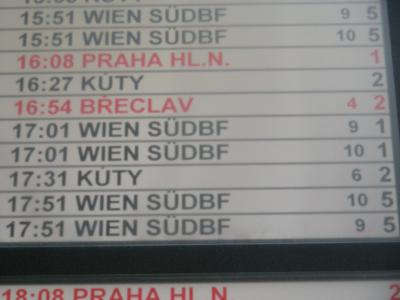 15:51 WIEN SÜDBF 9 5
15:51 WIEN SÜDBF 10 5
16:08 PRAHA HL.N. 1
16:27 KÚTY 2
16:54 BŘECLAV 4 2
17:01 WIEN SÜDBF 9 1
17:01 WIEN SÜDBF 10 1
17:31 KÚTY 6 2
17:51 WIEN SÜDBF 10 5
17:51 WIEN SÜDBF 9 5
18:08 PRAHA HL.N